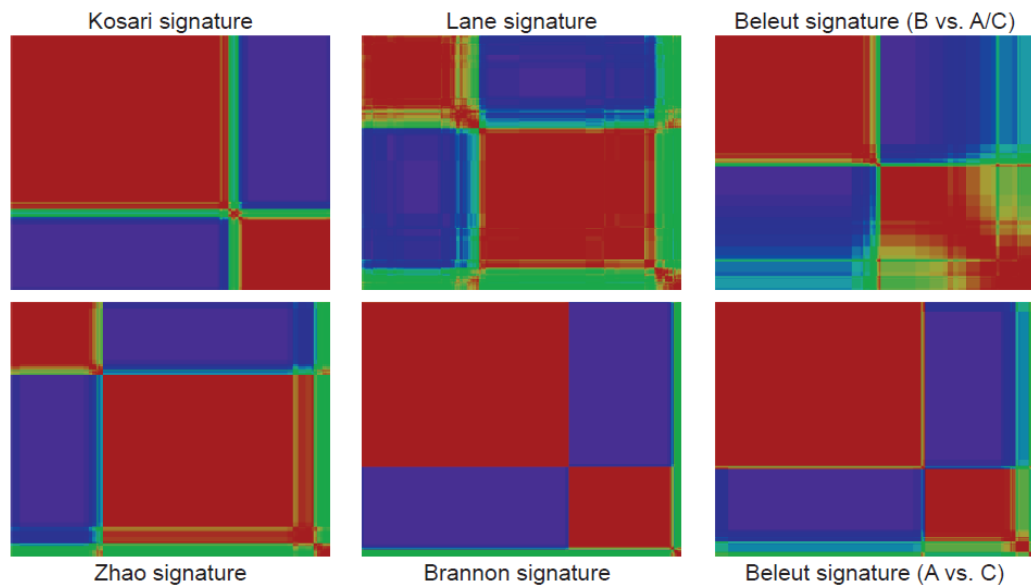 Kosari signature
Lane signature
Beleut signature (B vs. A/C)
Zhao signature
Brannon signature
Beleut signature (A vs. C)